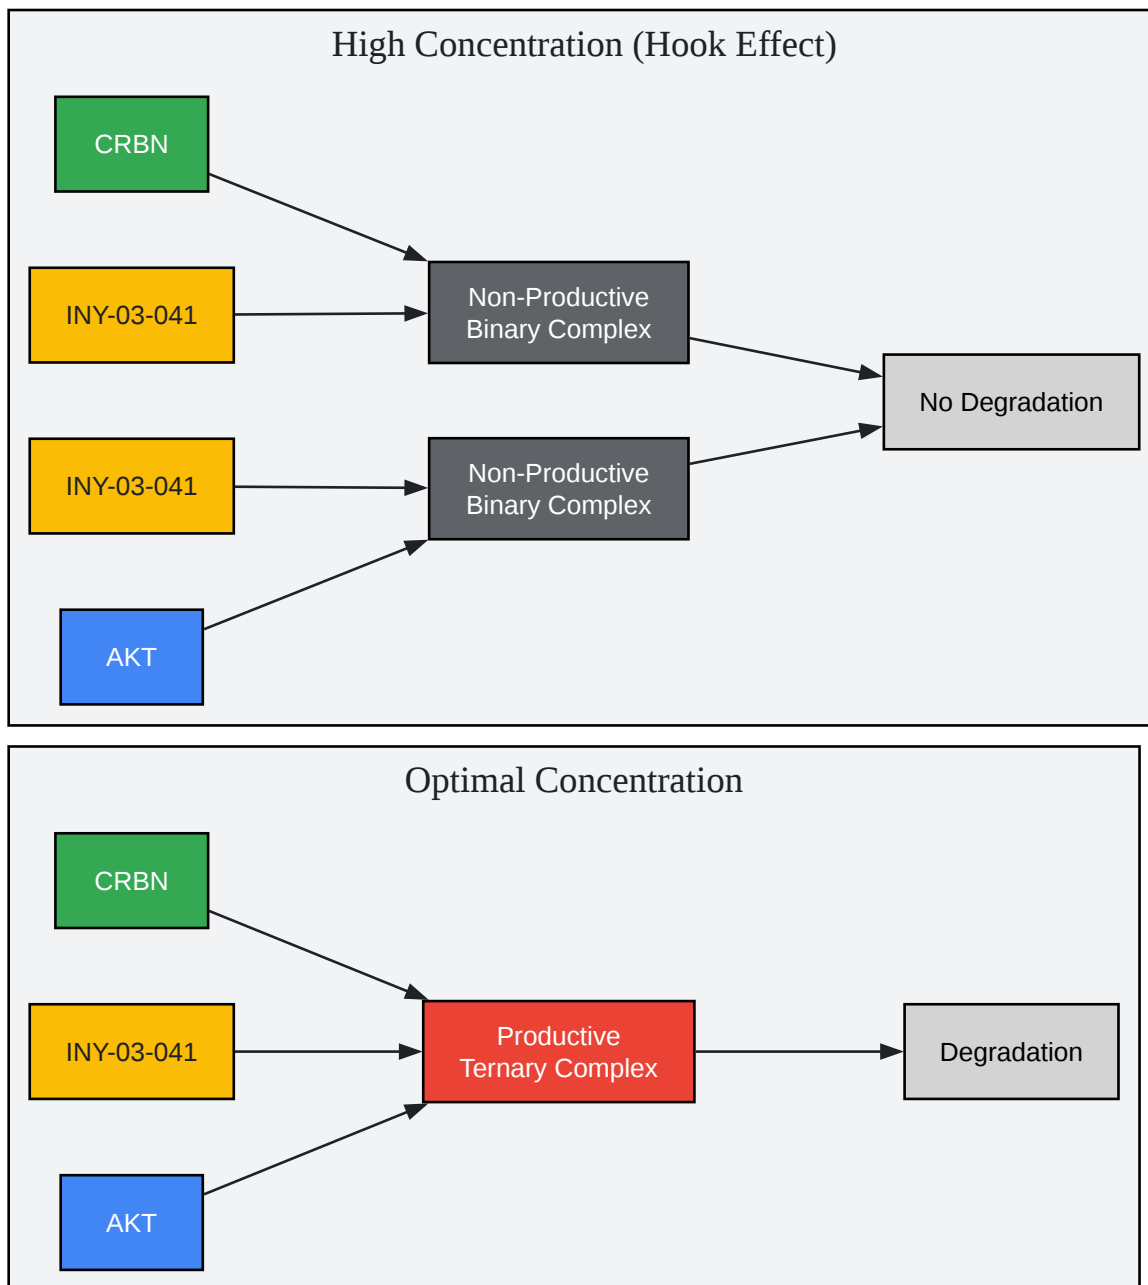 High Concentration (Hook Effect)
CRBN
INY-03-041
Non-Productive
Binary Complex
No Degradation
INY-03-041
Non-Productive
Binary Complex
AKT
Optimal Concentration
CRBN
INY-03-041
Productive
Ternary Complex
Degradation
AKT